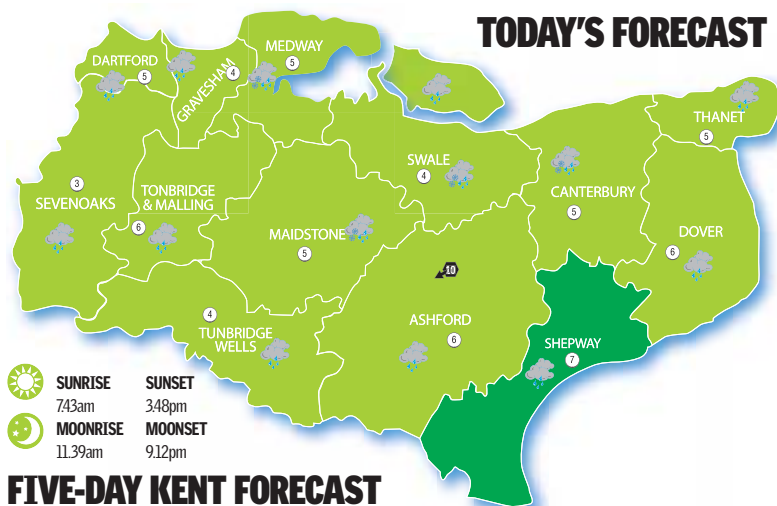 TODAY'S FORECAST
MEDWAY
5
DARTFORD
5
GRAVESHAM
4
THANET
5
SWALE
4
3
SEVENOAKS
TONBRIDGE
& MALLING
6
CANTERBURY
5
MAIDSTONE
5
DOVER
6
10
4
TUNBRIDGE
WELLS
ASHFORD
6
SHEPWAY
7
SUNRISE SUNSET
7.43am 3.48pm
MOONRISE MOONSET
11.39am 9.12pm
FIVE-DAY KENT FORECAST